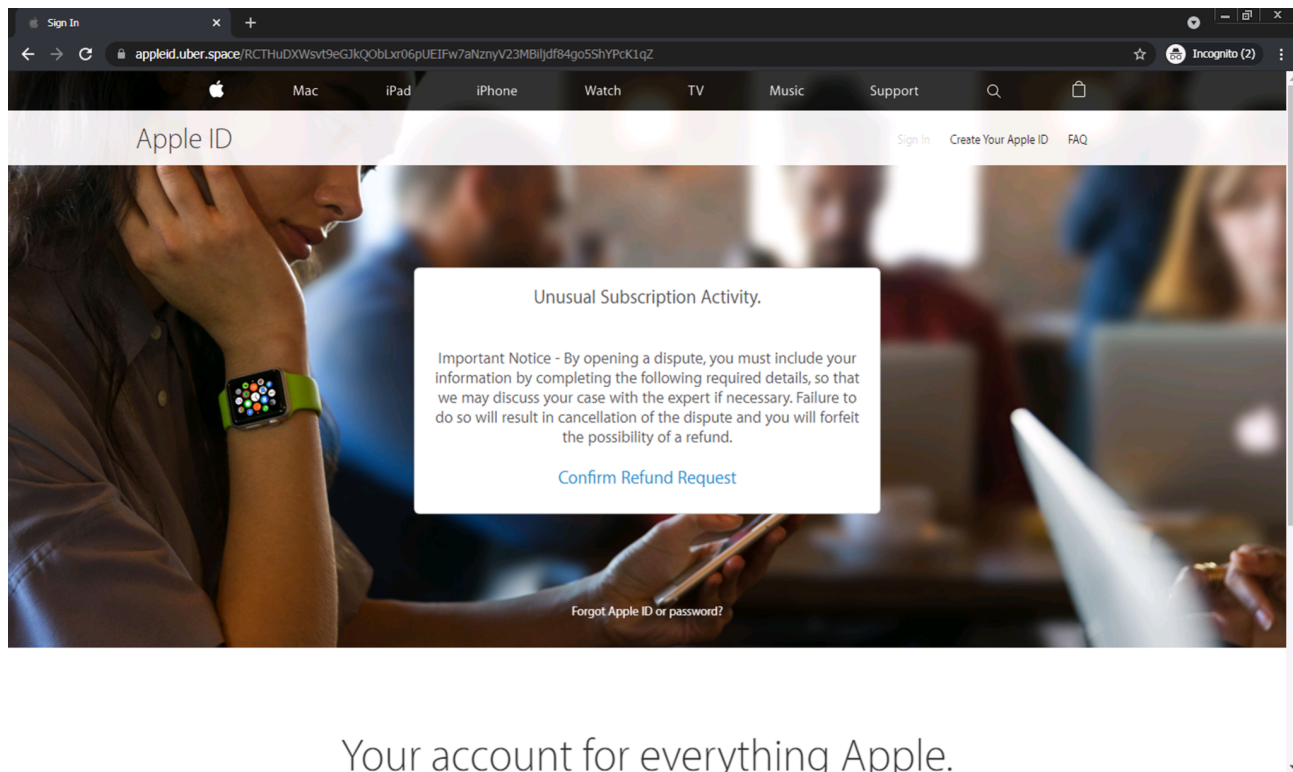 Sign In
appleid.uber.space/RCTHuDXWsvt9eGJkQObLxr06pUEIFw7aNznyV23MBiljdf84go5ShYPcK1qZ
Incognito (2)
Mac iPad iPhone Watch TV Music Support
Apple ID
Sign In Create Your Apple ID FAQ
Unusual Subscription Activity.
Important Notice - By opening a dispute, you must include your
information by completing the following required details, so that
we may discuss your case with the expert if necessary. Failure to
do so will result in cancellation of the dispute and you will forfeit
the possibility of a refund.
Confirm Refund Request
Forgot Apple ID or password?
Your account for everything Apple.